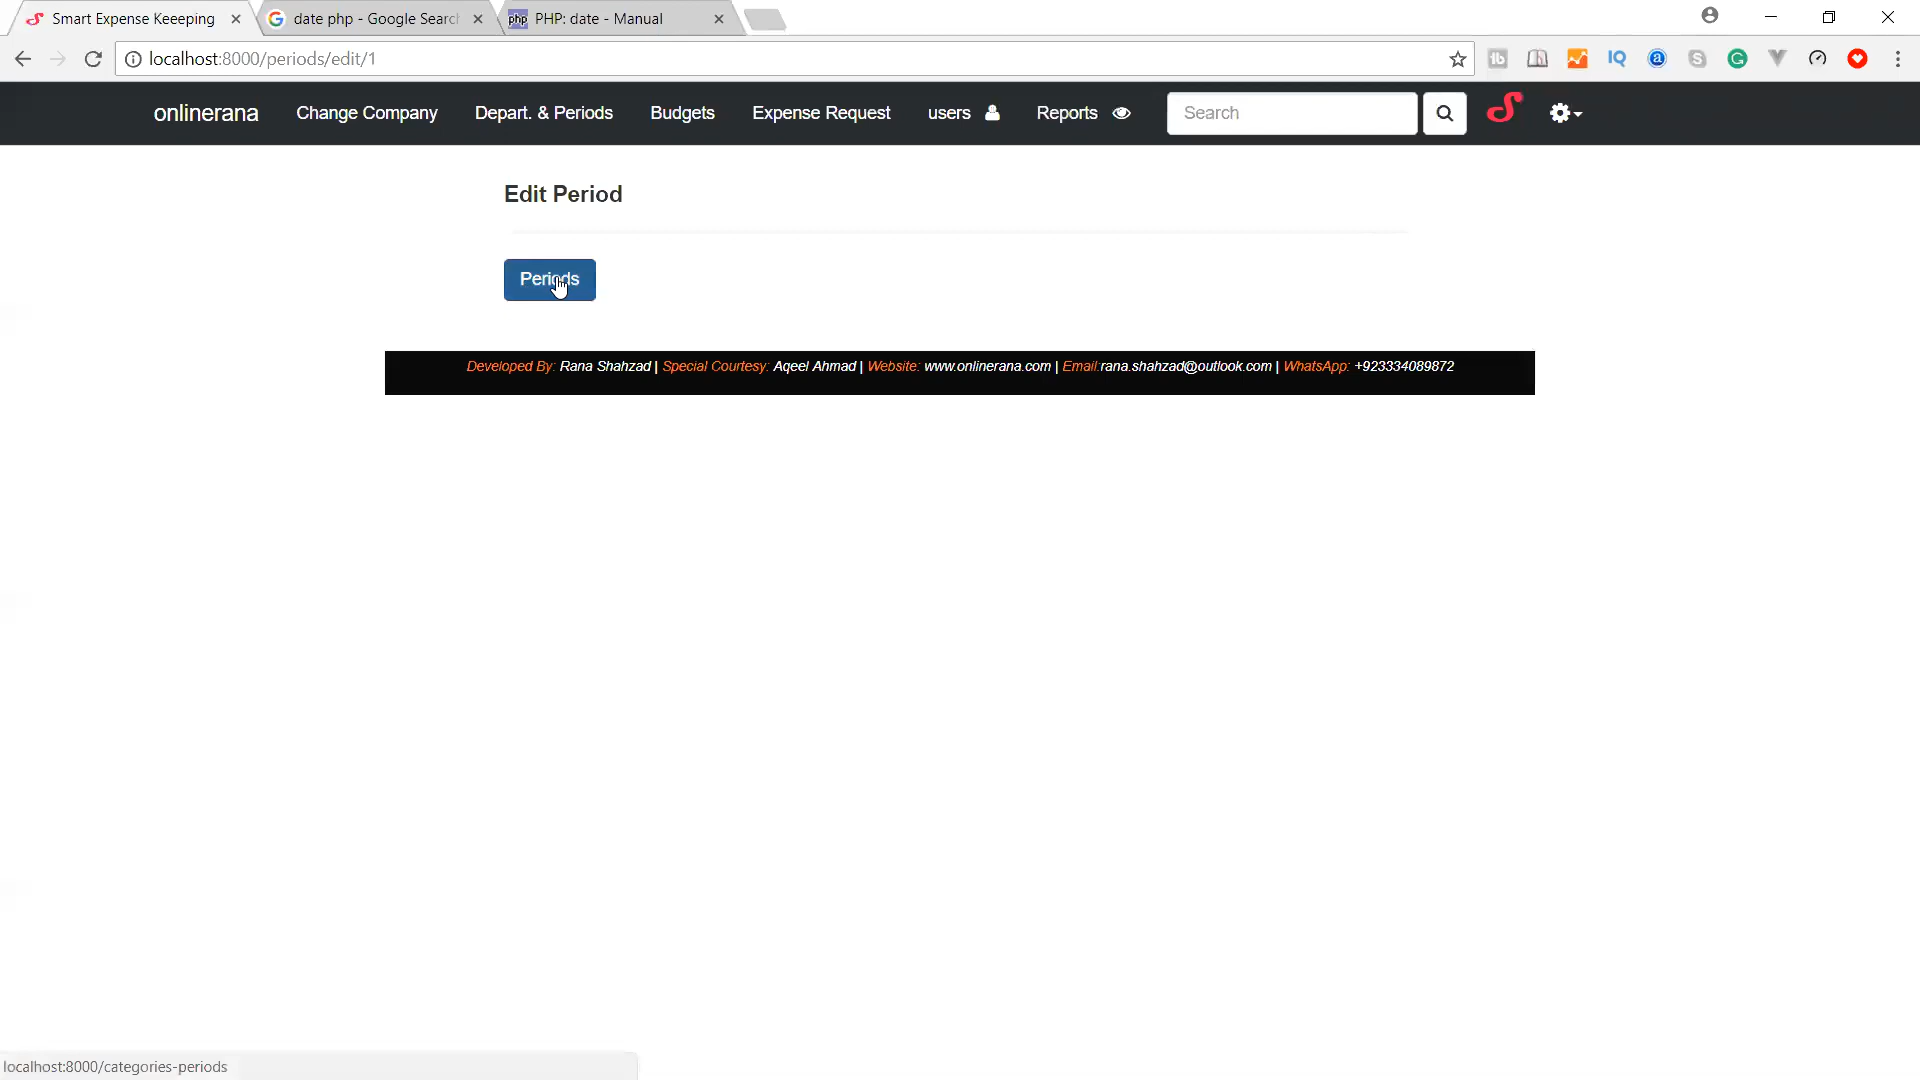 Smart Expense Keeeping
date php - Google Search
php
PHP: date - Manual
localhost:8000/periods/edit/1
onlinerana
Change Company
Depart. & Periods
Budgets
Expense Request
users
Reports
Search
Edit Period
Periods
Developed By: Rana Shahzad | Special Courtesy: Aqeel Ahmad | Website: www.onlinerana.com | Email:rana.shahzad@outlook.com | WhatsApp: +923334089872
localhost:8000/categories-periods